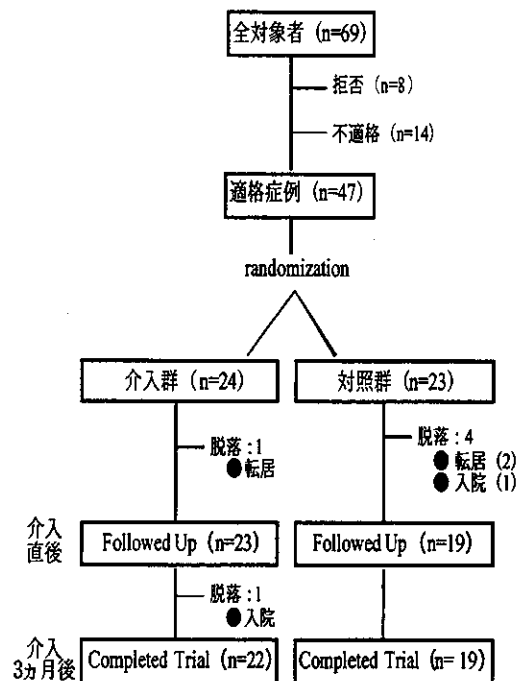 全対象者 (n=69)
拒否 (n=8)
不適格 (n=14)
適格症例 (n=47)
randomization
介入群 (n=24)
対照群 (n=23)
脱落 : 1
●転居
脱落 : 4
● 転居 (2)
● 入院 (1)
介入
直後
Followed Up (n=23)
Followed Up (n=19)
脱落 :1
●入院
介入
3カ月後
Completed Trial (n=22)
Completed Trial (n= 19)